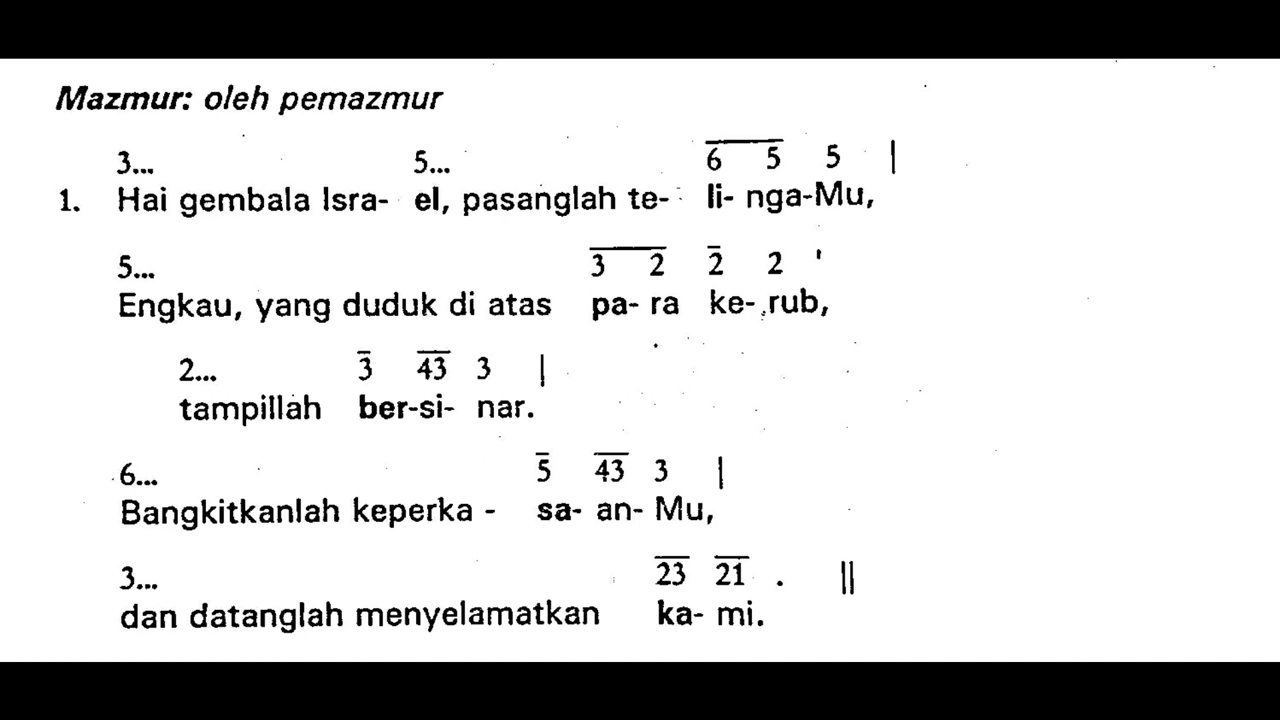 Mazmur: oleh pemazmur
3... 5... 6 5 5 |
1. Hai gembala Isra- el, pasanglah te- li- nga-Mu,
5... 3 2 2 2 '
Engkau, yang duduk di atas pa- ra ke- rub,
2... 3 43 3 |
tampillah ber-si- nar.
6... 5 43 3 |
Bangkitkanlah keperka - sa- an- Mu,
3... 23 21 . ||
dan datanglah menyelamatkan ka- mi.